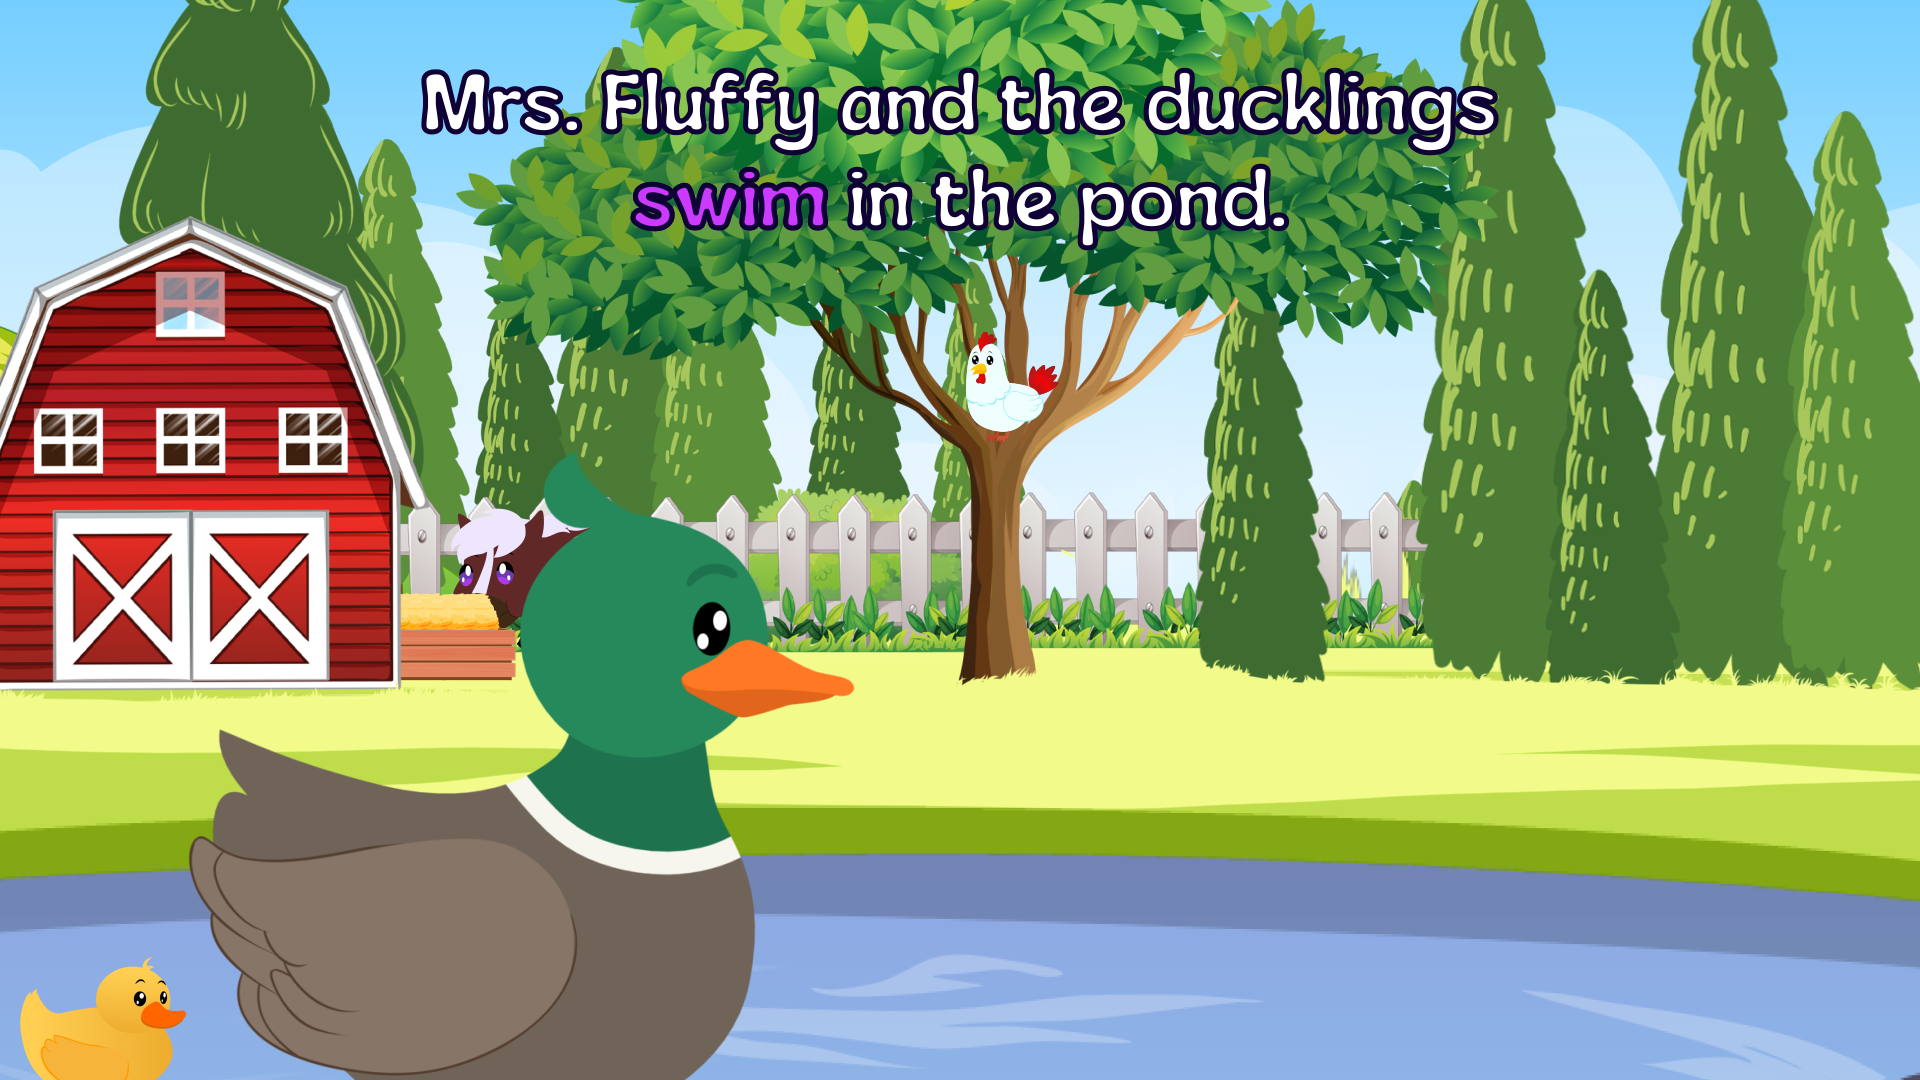 Mrs. Fluffy and the ducklings
swim in the pond.